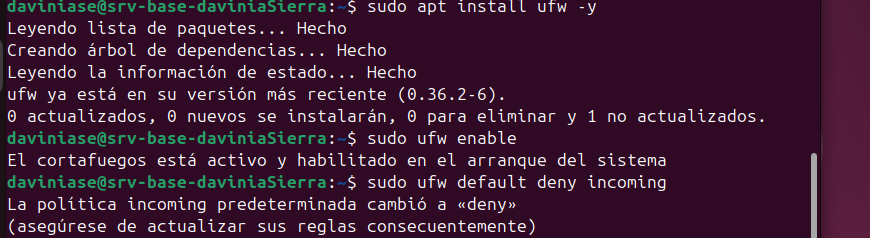 daviniase@srv-base-daviniaSierra:~$ sudo apt install ufw -y
Leyendo lista de paquetes... Hecho
Creando árbol de dependencias... Hecho
Leyendo la información de estado... Hecho
ufw ya está en su versión más reciente (0.36.2-6).
0 actualizados, 0 nuevos se instalarán, 0 para eliminar y 1 no actualizados.
daviniase@srv-base-daviniaSierra:~$ sudo ufw enable
El cortafuegos está activo y habilitado en el arranque del sistema
daviniase@srv-base-daviniaSierra:~$ sudo ufw default deny incoming
La política incoming predeterminada cambió a «deny»
(asegúrese de actualizar sus reglas consecuentemente)